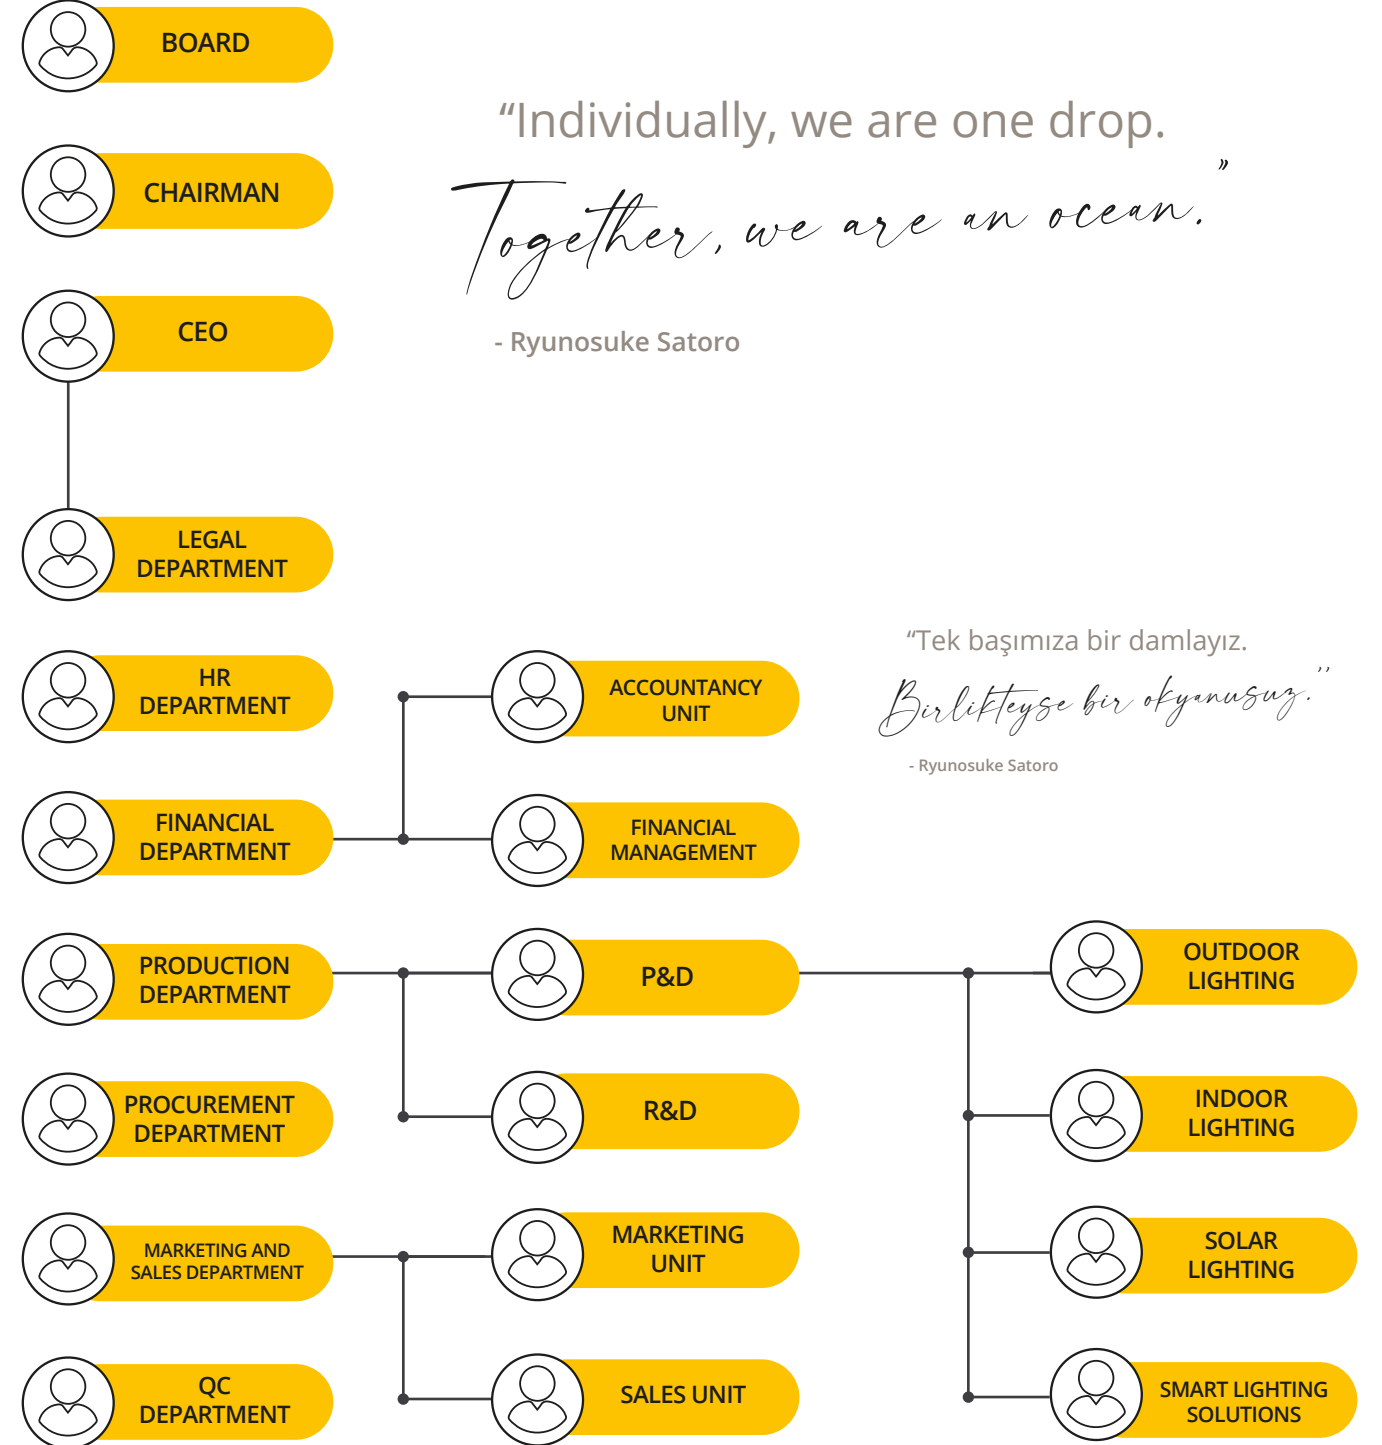 BOARD
“Individually, we are one drop.
CHAIRMAN
Together, we are an ocean.”
CEO
- Ryunosuke Satoro
LEGAL
DEPARTMENT
“Tek başımıza bir damlayız.
Birlikteyse bir okyanusuz.’’
- Ryunosuke Satoro
HR
DEPARTMENT
ACCOUNTANCY
UNIT
FINANCIAL
DEPARTMENT
FINANCIAL
MANAGEMENT
PRODUCTION
DEPARTMENT
P&D
OUTDOOR
LIGHTING
PROCUREMENT
DEPARTMENT
R&D
INDOOR
LIGHTING
MARKETING AND
SALES DEPARTMENT
MARKETING
UNIT
SOLAR
LIGHTING
QC
DEPARTMENT
SALES UNIT
SMART LIGHTING
SOLUTIONS